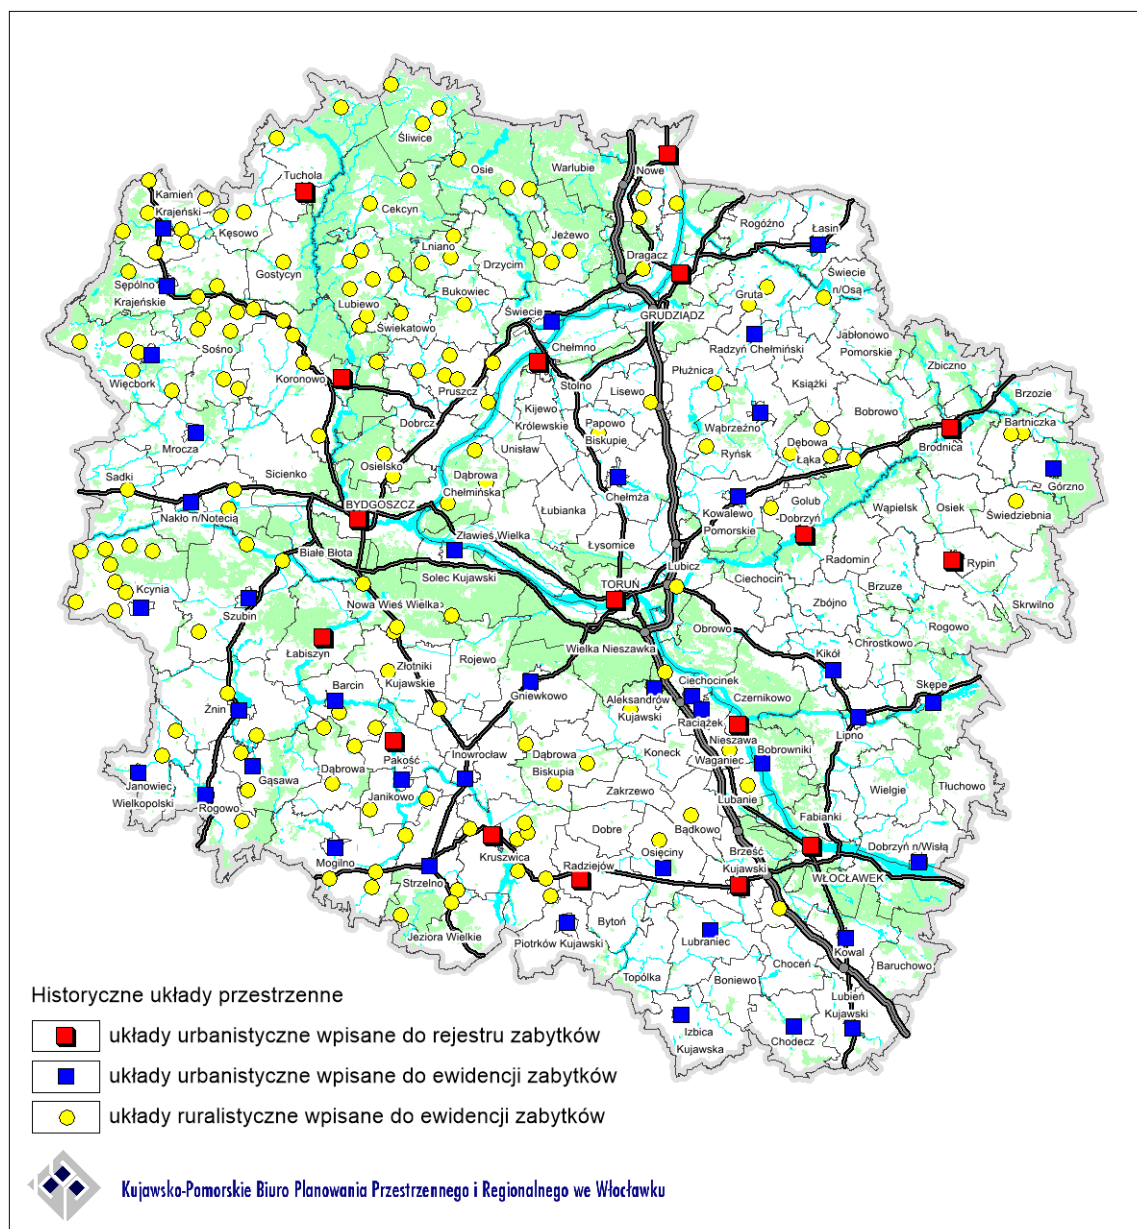 Śliwice
Osie
Warlubie
Nowe
Tuchola
Kamień
Krajeński
Kęsowo
Cekcyn
Rogóźno
Łasin
Lniano
Jeżewo
Dragacz
Drzycim
Gostycyn
Świecie
n/Osą
Sępólno
Krajeńskie
Lubiewo
Bukowiec
Gruta
Świecie
GRUDZIĄDZ
Świekatowo
Jabłonowo
Pomorskie
Radzyń Chełmiński
Sośno
Chełmno
Zbiczno
Więcbork
Koronowo
Pruszcz
Stolno
Lisewo
Płużnica
Książki
Brzozie
Bobrowo
Kijewo
Królewskie
Papowo
Biskupie
Dobrcz
Wąbrzeźno
Bartniczka
Mrocza
Dębowa
Łąka
Brodnica
Unisław
Ryńsk
Osielsko
Sadki
Sicienko
Dąbrowa
Chełmińska
Chełmża
Górzno
Golub
-Dobrzyń
Wąpielsk
Osiek
Świedziebnia
Nakło n/Notecią
BYDGOSZCZ
Łubianka
Kowalewo
Pomorskie
Zławieś Wielka
Łysomice
Białe Błota
Solec Kujawski
Lubicz
Ciechocin
Radomin
Rypin
TORUŃ
Brzuze
Kcynia
Zbójno
Skrwilno
Szubin
Nowa Wieś Wielka
Obrowo
Rogowo
Chrostkowo
Wielka Nieszawka
Łabiszyn
Rojewo
Kikół
Złotniki
Kujawskie
Ciechocinek
Skępe
Barcin
Gniewkowo
Aleksandrów
Kujawski
Czernikowo
Żnin
Raciążek
Lipno
Nieszawa
Inowrocław
Dąbrowa
Biskupia
Koneck
Bobrowniki
Waganiec
Pakość
Janowiec
Wielkopolski
Gąsawa
Dąbrowa
Janikowo
Zakrzewo
Lubanie
Wielgie
Tłuchowo
Rogowo
Fabianki
Dobre
Bądkowo
Kruszwica
Osięciny
Brześć
Kujawski
Dobrzyń n/Wisłą
Mogilno
Strzelno
Radziejów
WŁOCŁAWEK
Bytoń
Jeziora Wielkie
Piotrków Kujawski
Lubraniec
Kowal
Choceń
Baruchowo
Topólka
Boniewo
Lubień
Kujawski
Izbica
Kujawska
Chodecz
Historyczne układy przestrzenne
układy urbanistyczne wpisane do rejestru zabytków
układy urbanistyczne wpisane do ewidencji zabytków
układy ruralistyczne wpisane do ewidencji zabytków
Kujawsko-Pomorskie Biuro Planowania Przestrzennego i Regionalnego we Włocławku